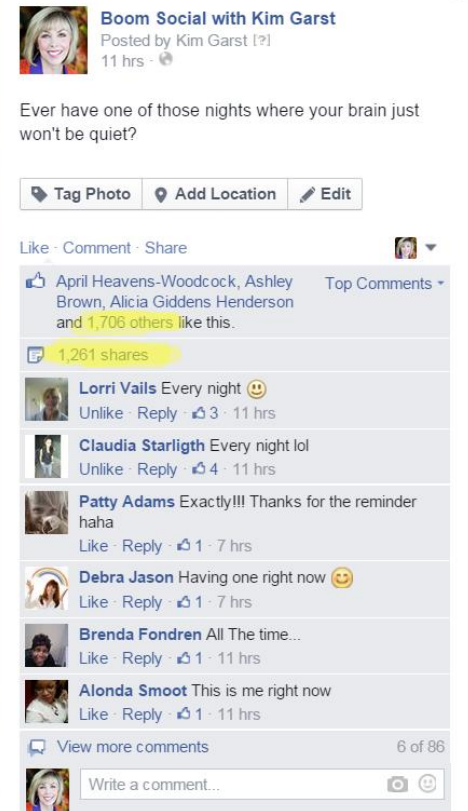 Boom Social with Kim Garst
Posted by Kim Garst [?]
11 hrs ·
Ever have one of those nights where your brain just
won't be quiet?
Tag Photo Add Location Edit
Like · Comment · Share
April Heavens-Woodcock, Ashley Top Comments
Brown, Alicia Giddens Henderson
and 1,706 others like this.
1,261 shares
Lorri Vails Every night
Unlike · Reply · 3 · 11 hrs
Claudia Starligth Every night lol
Unlike · Reply · 4 · 11 hrs
Patty Adams Exactly!!! Thanks for the reminder
haha
Like · Reply · 1 · 7 hrs
Debra Jason Having one right now
Like · Reply · 1 · 7 hrs
Brenda Fondren All The time...
Like · Reply · 1 · 11 hrs
Alonda Smoot This is me right now
Like · Reply · 1 · 11 hrs
View more comments 6 of 86
Write a comment...